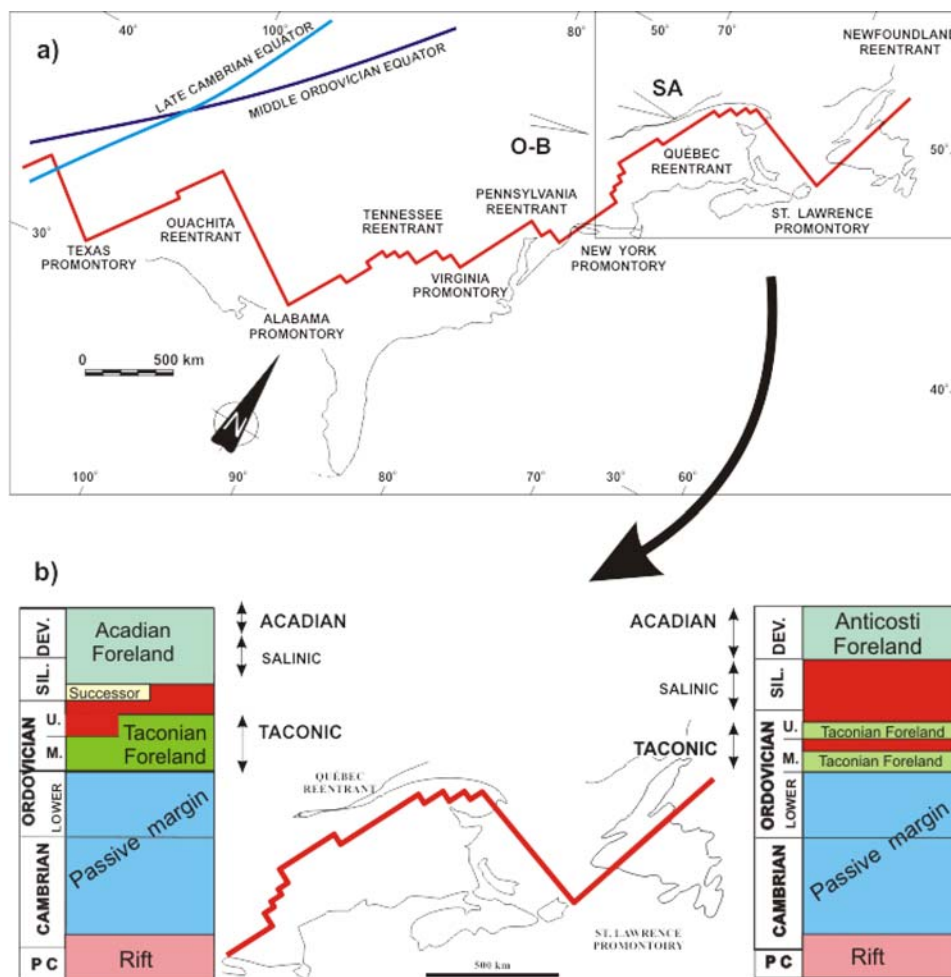 40°
100°
80°
50°
70°
NEWFOUNDLAND
REENTRANT
a)
LATE CAMBRIAN EQUATOR
MIDDLE ORDOVICIAN EQUATOR
SA
O-B
50°
QUÉBEC
REENTRANT
PENNSYLVANIA
REENTRANT
TENNESSEE
REENTRANT
OUACHITA
REENTRANT
30°
TEXAS
PROMONTORY
ST. LAWRENCE
PROMONTORY
NEW YORK
PROMONTORY
VIRGINIA
PROMONTORY
ALABAMA
PROMONTORY
0 500 km
N
40°
100°
90°
80°
70°
30°
60°
b)
DEV.
SIL.
U.
M.
ORDOVICIAN
LOWER
CAMBRIAN
P C
Acadian
Foreland
Successor
Taconian
Foreland
Passive margin
Rift
ACADIAN
SALINIC
TACONIC
QUÉBEC
REENTRANT
ST. LAWRENCE
PROMONTOIRY
500 km
ACADIAN
SALINIC
TACONIC
DEV.
SIL.
U.
M.
ORDOVICIAN
LOWER
CAMBRIAN
P C
Anticosti
Foreland
Taconian Foreland
Taconian Foreland
Passive margin
Rift